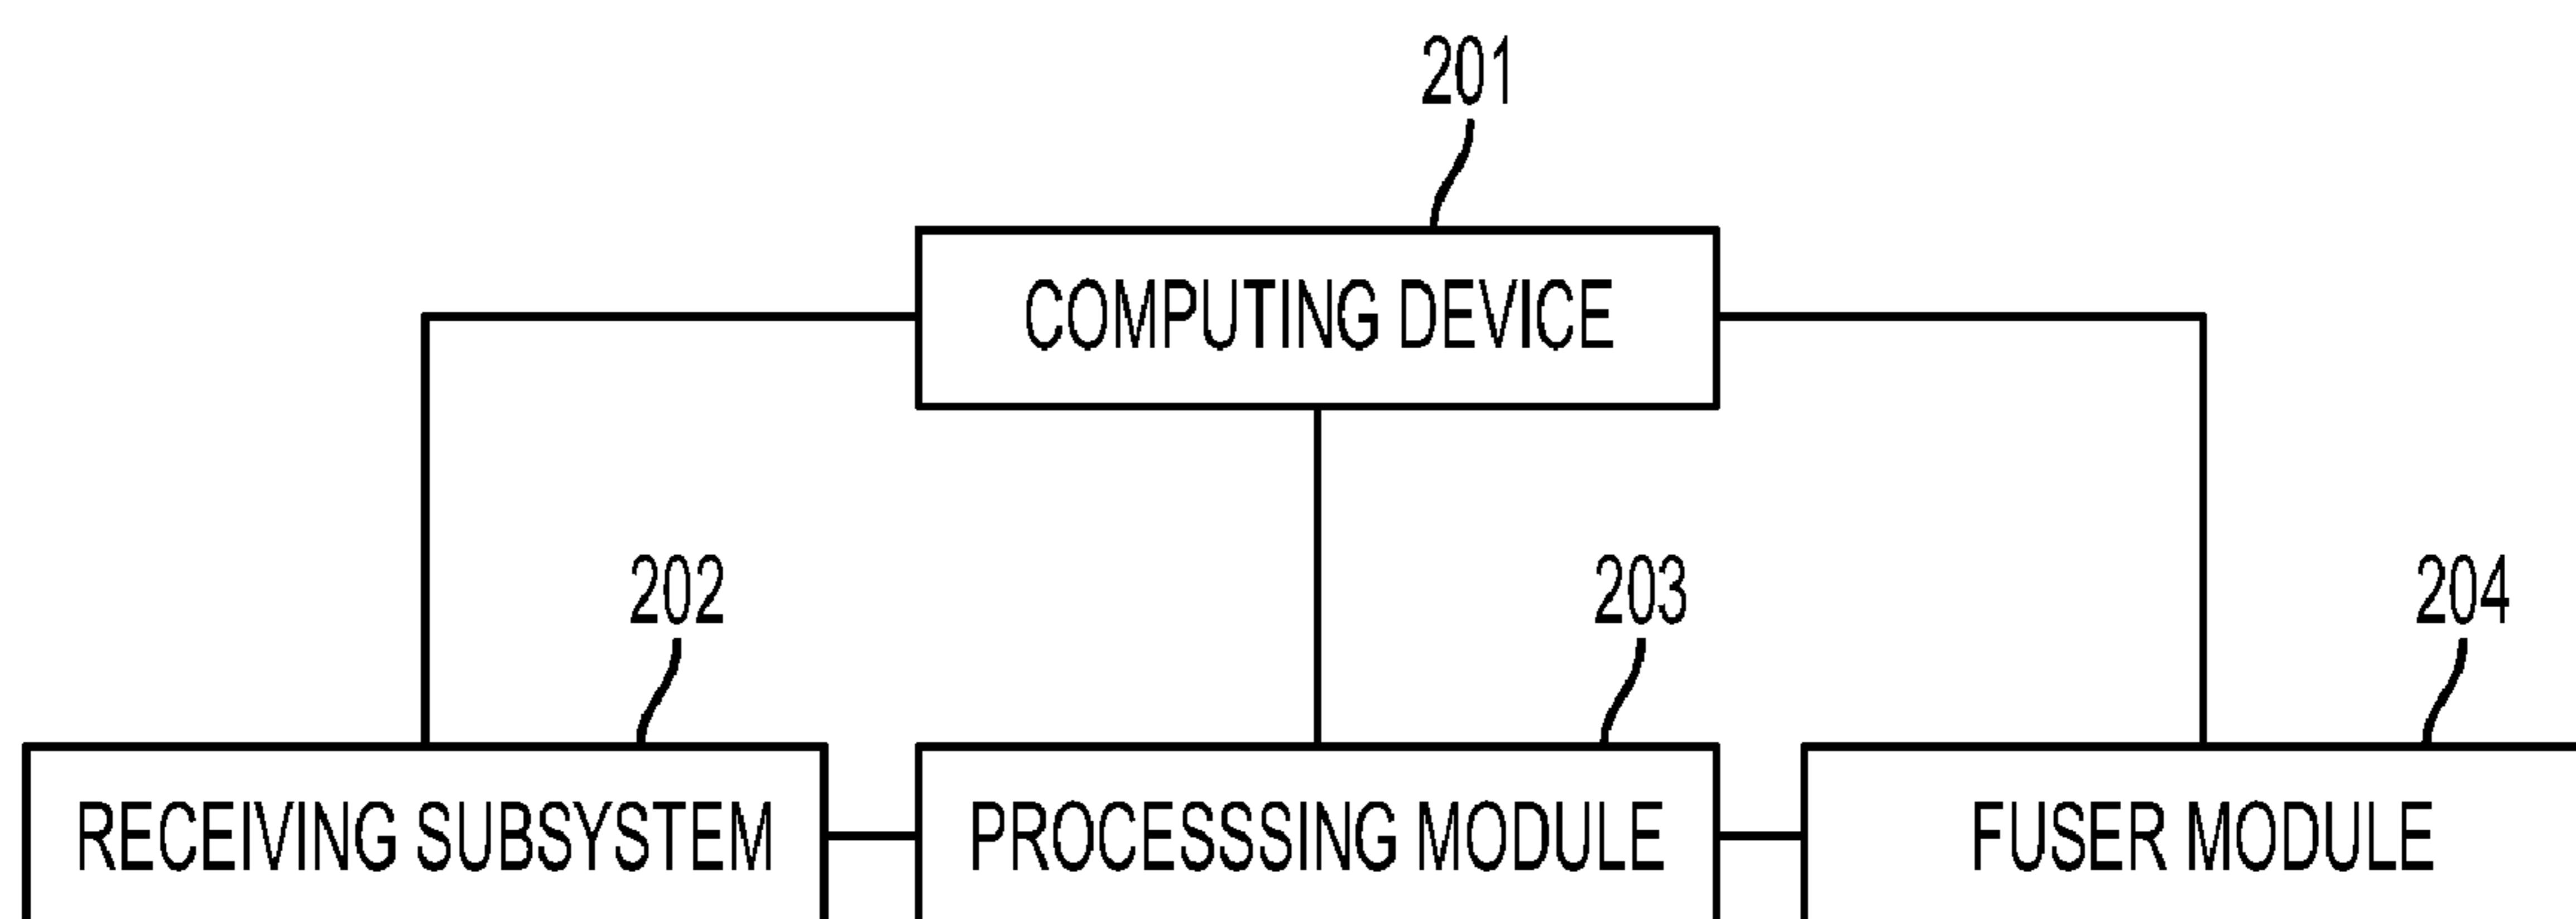 201
COMPUTING DEVICE
202
203
204
RECEIVING SUBSYSTEM
PROCESSSING MODULE
FUSER MODULE